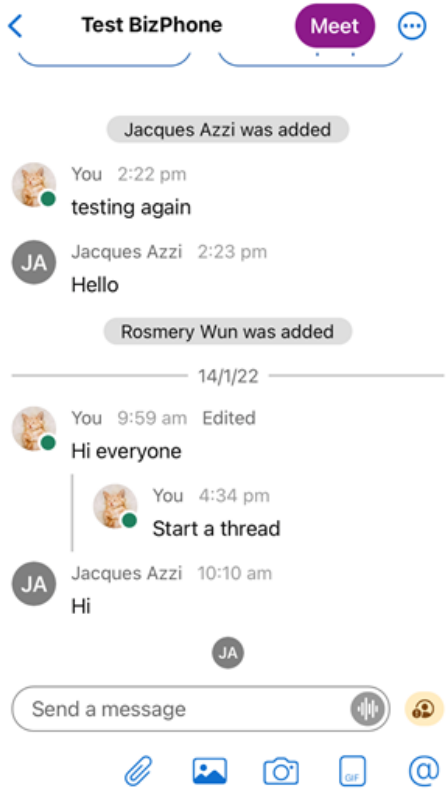 Test BizPhone
Meet
Jacques Azzi was added
You 2:22 pm
testing again
JA
Jacques Azzi 2:23 pm
Hello
Rosmery Wun was added
14/1/22
You 9:59 am Edited
Hi everyone
You 4:34 pm
Start a thread
JA
Jacques Azzi 10:10 am
Hi
JA
Send a message
GIF
@